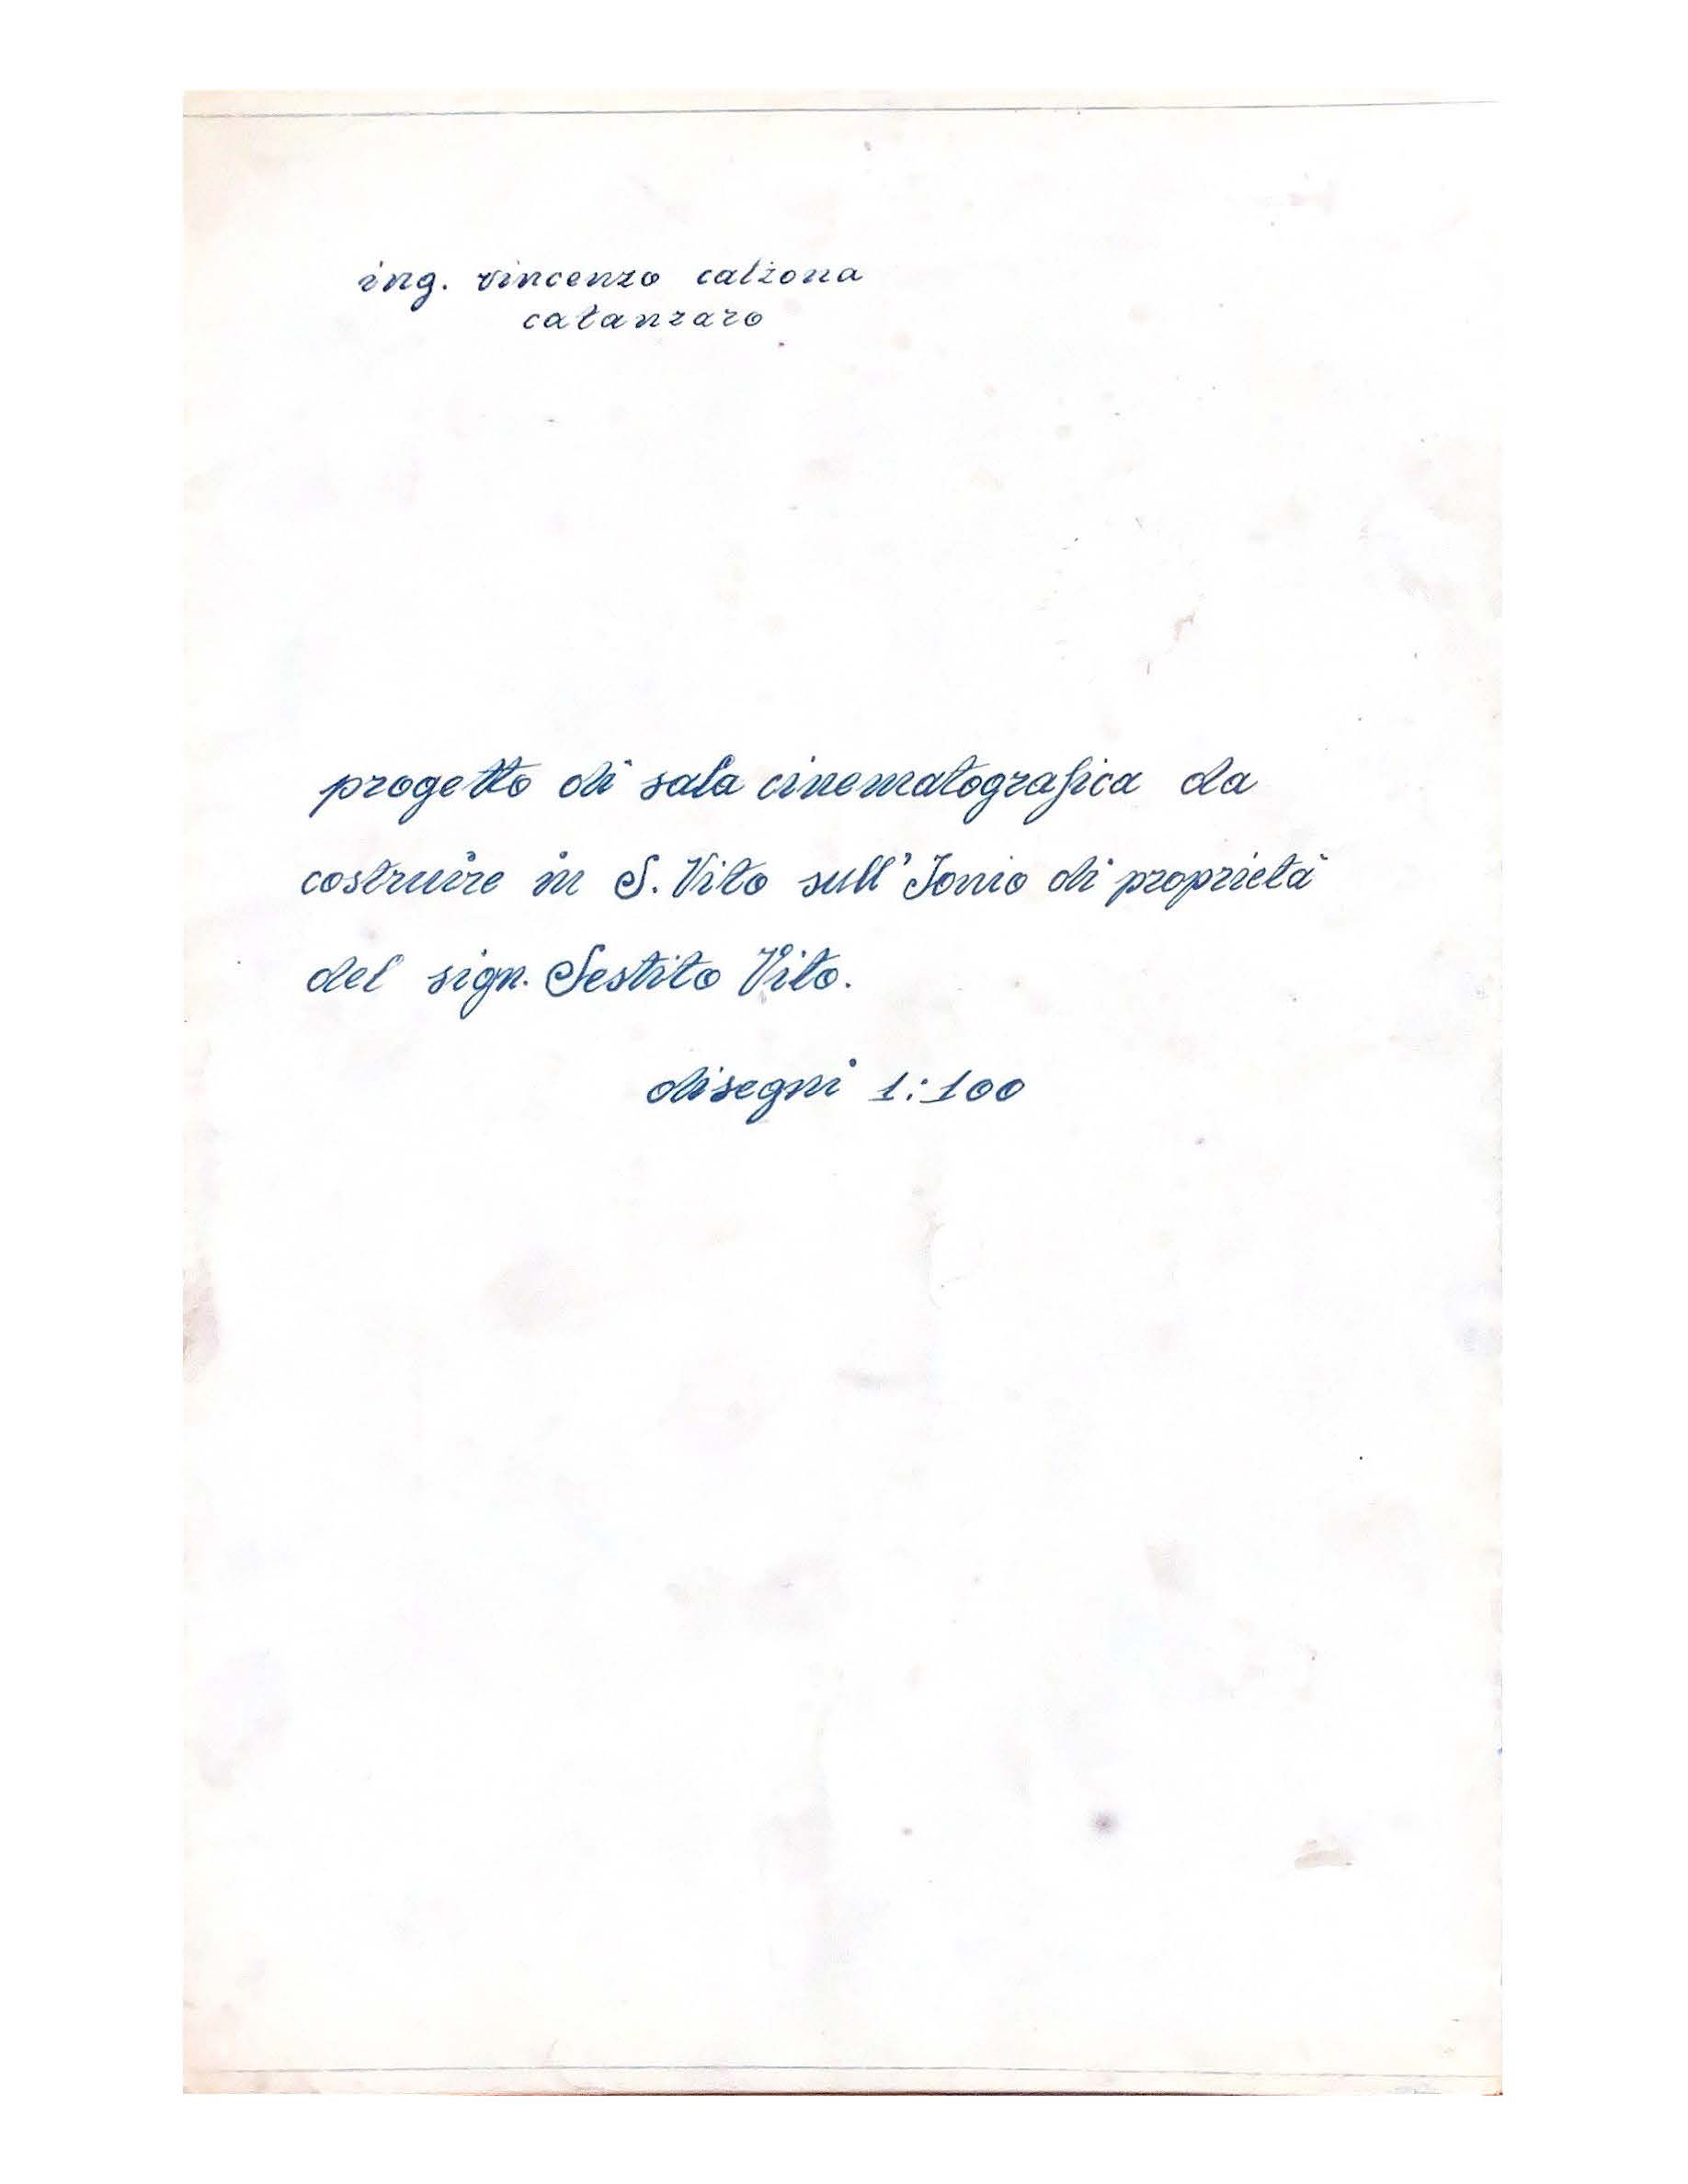 ing. vincenzo calzona
catanzaro
progetto di sala cinematografica da
costruire in S. Vito sull'Ionio di proprietà
del sign. Sestito Vito.
disegni 1:100